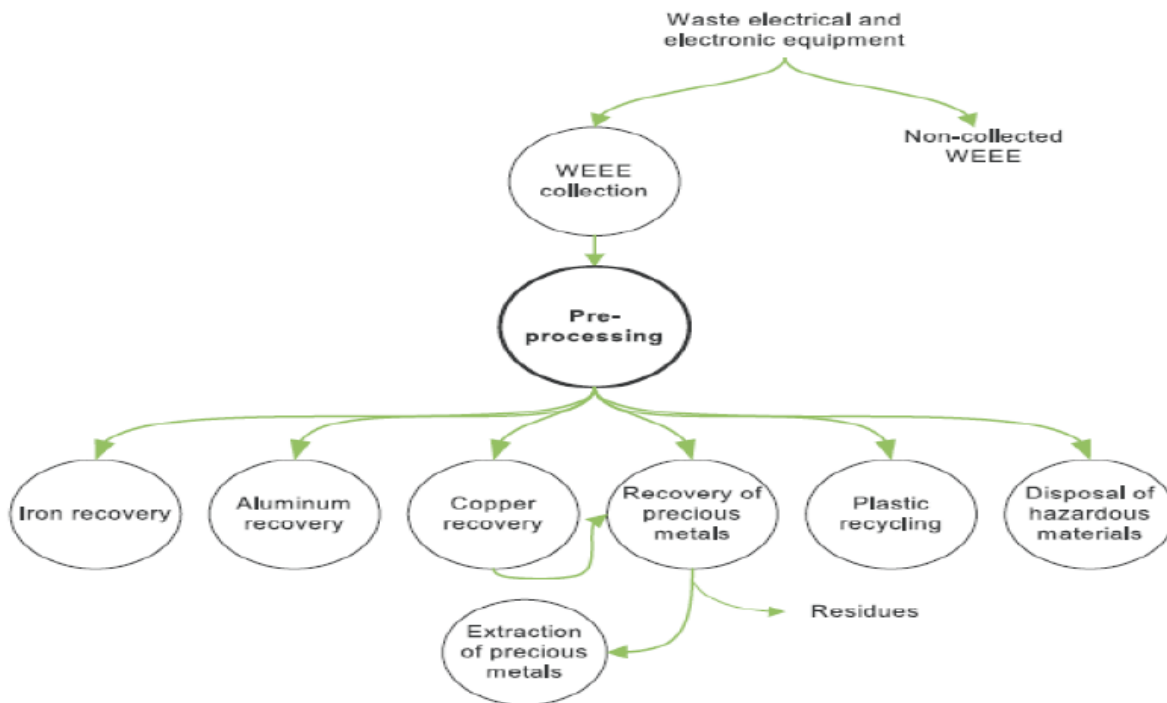 Waste electrical and
electronic equipment
Non-collected
WEEE
WEEE
collection
Pre-
processing
Iron recovery
Aluminum
recovery
Copper
recovery
Recovery of
precious
metals
Plastic
recycling
Disposal of
hazardous
materials
Residues
Extraction
of precious
metals